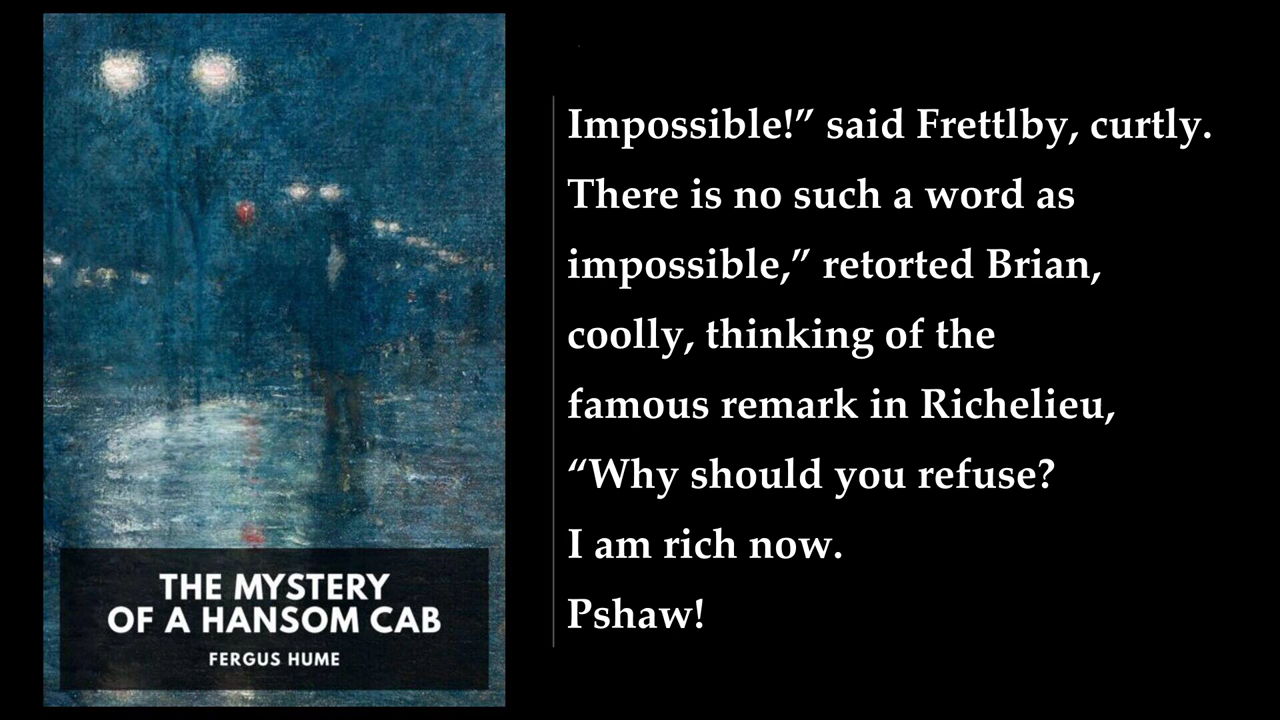 THE MYSTERY
OF A HANSOM CAB
FERGUS HUME
Impossible!” said Frettlby, curtly.
There is no such a word as
impossible,” retorted Brian,
coolly, thinking of the
famous remark in Richelieu,
“Why should you refuse?
I am rich now.
Pshaw!